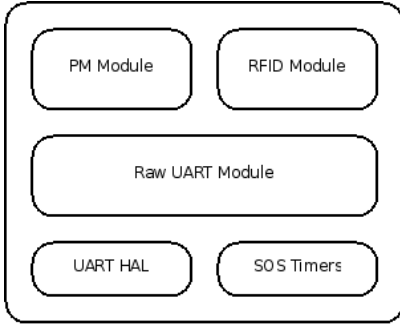 PM Module
RFID Module
Raw UART Module
UART HAL
SOS Timers